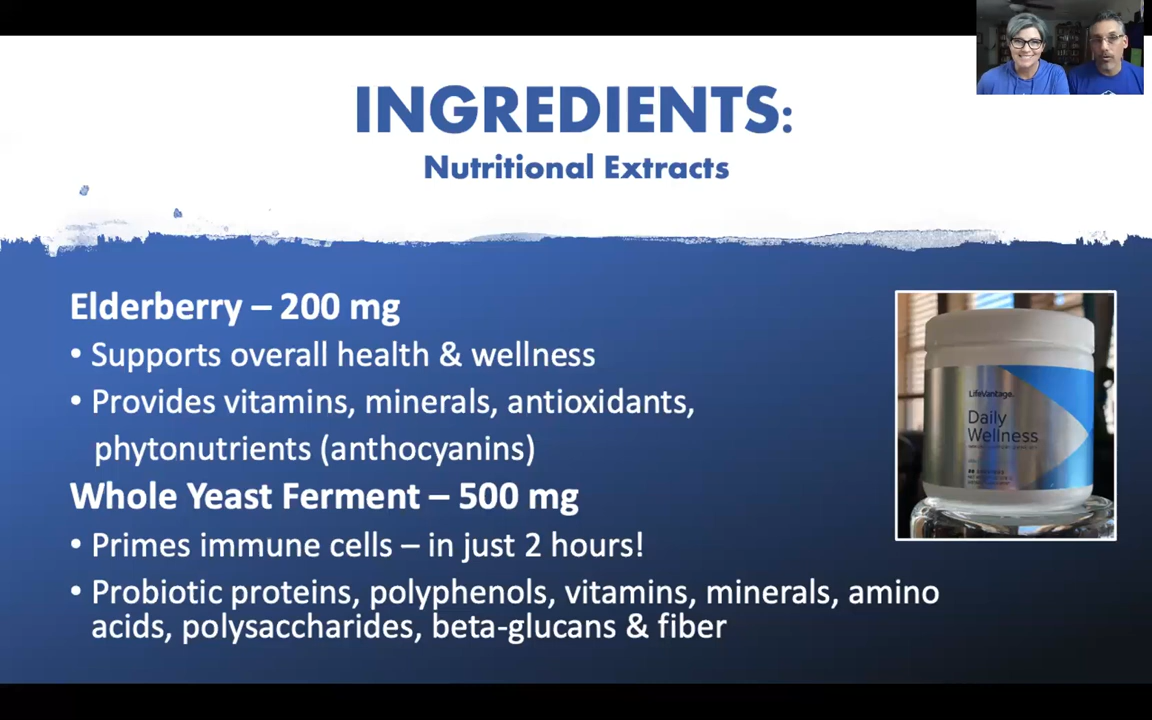 INGREDIENTS:
Nutritional Extracts
Elderberry – 200 mg
• Supports overall health & wellness
• Provides vitamins, minerals, antioxidants,
phytonutrients (anthocyanins)
Whole Yeast Ferment – 500 mg
• Primes immune cells – in just 2 hours!
• Probiotic proteins, polyphenols, vitamins, minerals, amino
acids, polysaccharides, beta-glucans & fiber
LifeVantage.
Daily
Wellness